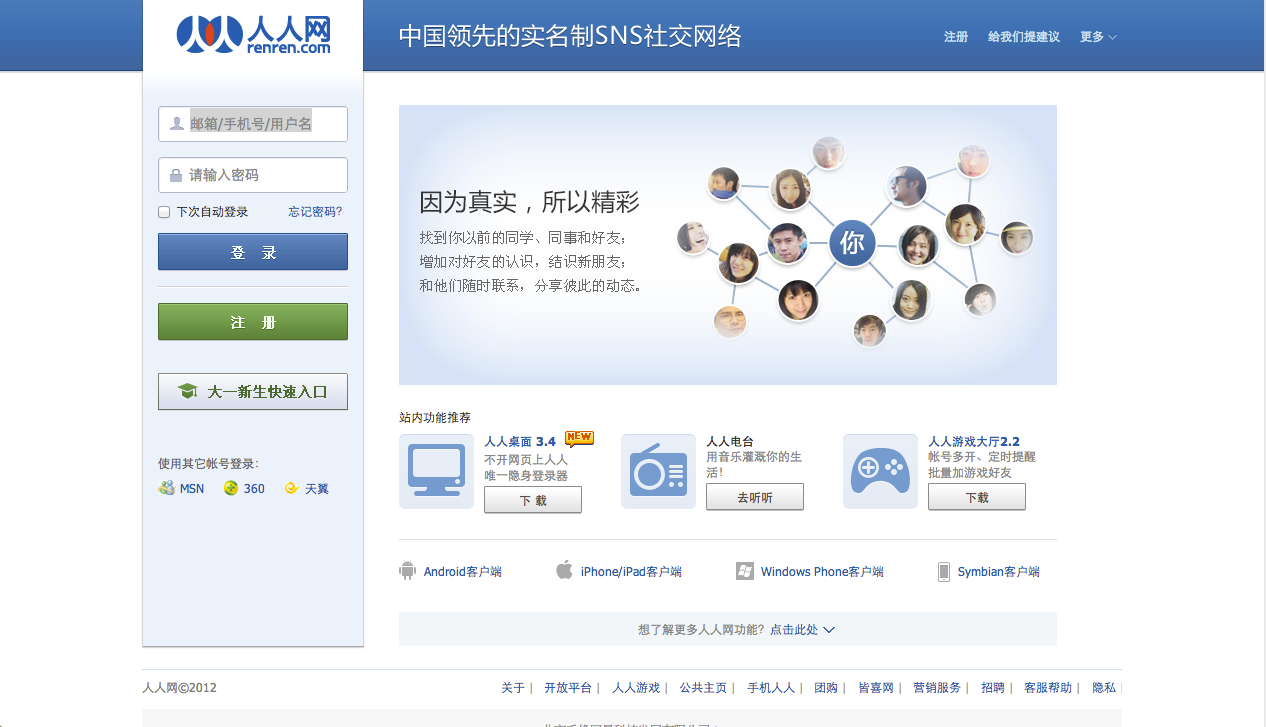 人人网
renren.com
中国领先的实名制SNS社交网络
注册
给我们提建议
更多
邮箱/手机号/用户名
请输入密码
下次自动登录
忘记密码?
登 录
注 册
大一新生快速入口
使用其它帐号登录：
MSN
360
天翼
因为真实，所以精彩
找到你以前的同学、同事和好友；
增加对好友的认识，结识新朋友；
和他们随时联系，分享彼此的动态。
你
站内功能推荐
人人桌面 3.4 NEW
不开网页上人人
唯一隐身登录器
下 载
人人电台
用音乐灌溉你的生
活！
去听听
人人游戏大厅2.2
帐号多开、定时提醒
批量加游戏好友
下载
Android客户端
iPhone/iPad客户端
Windows Phone客户端
Symbian客户端
想了解更多人人网功能？点击此处
人人网©2012
关于 | 开放平台 | 人人游戏 | 公共主页 | 手机人人 | 团购 | 皆喜网 | 营销服务 | 招聘 | 客服帮助 | 隐私